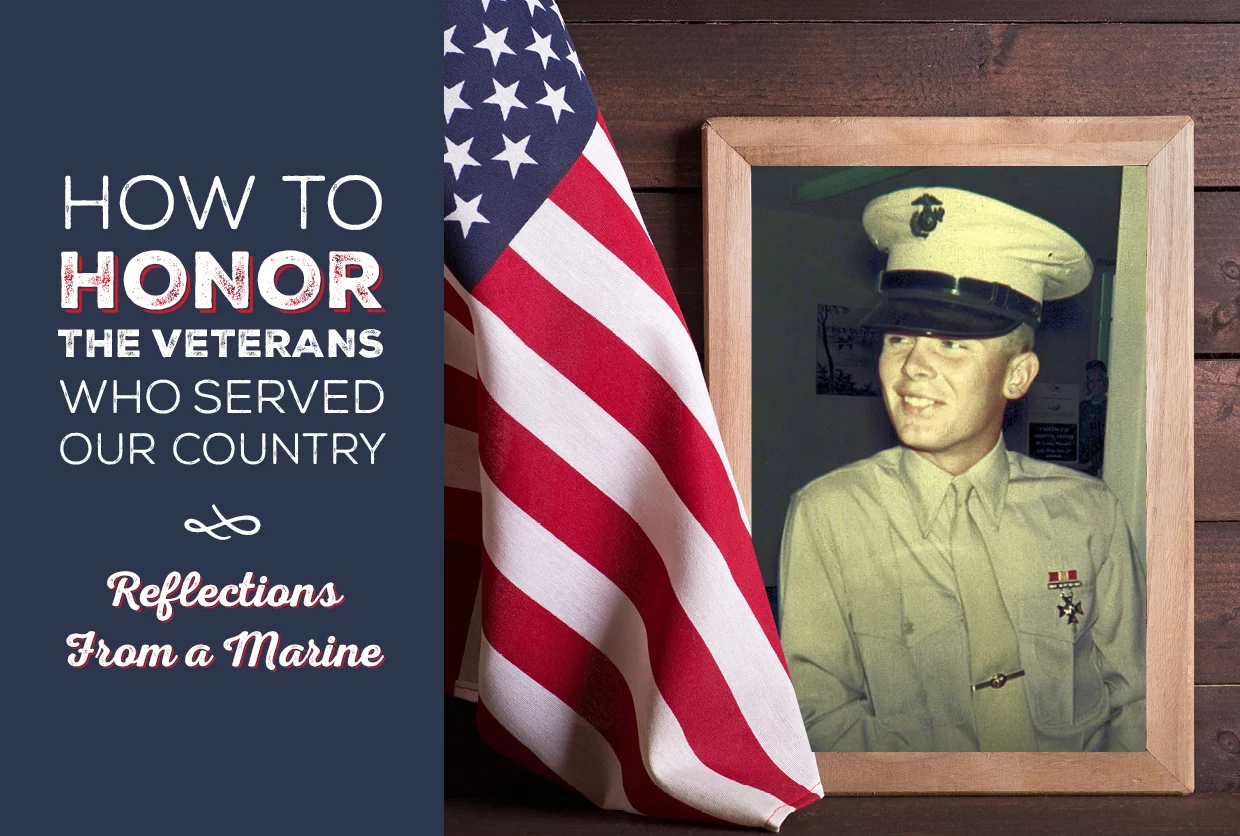 HOW TO
HONOR
THE VETERANS
WHO SERVED
OUR COUNTRY
Reflections
From a Marine